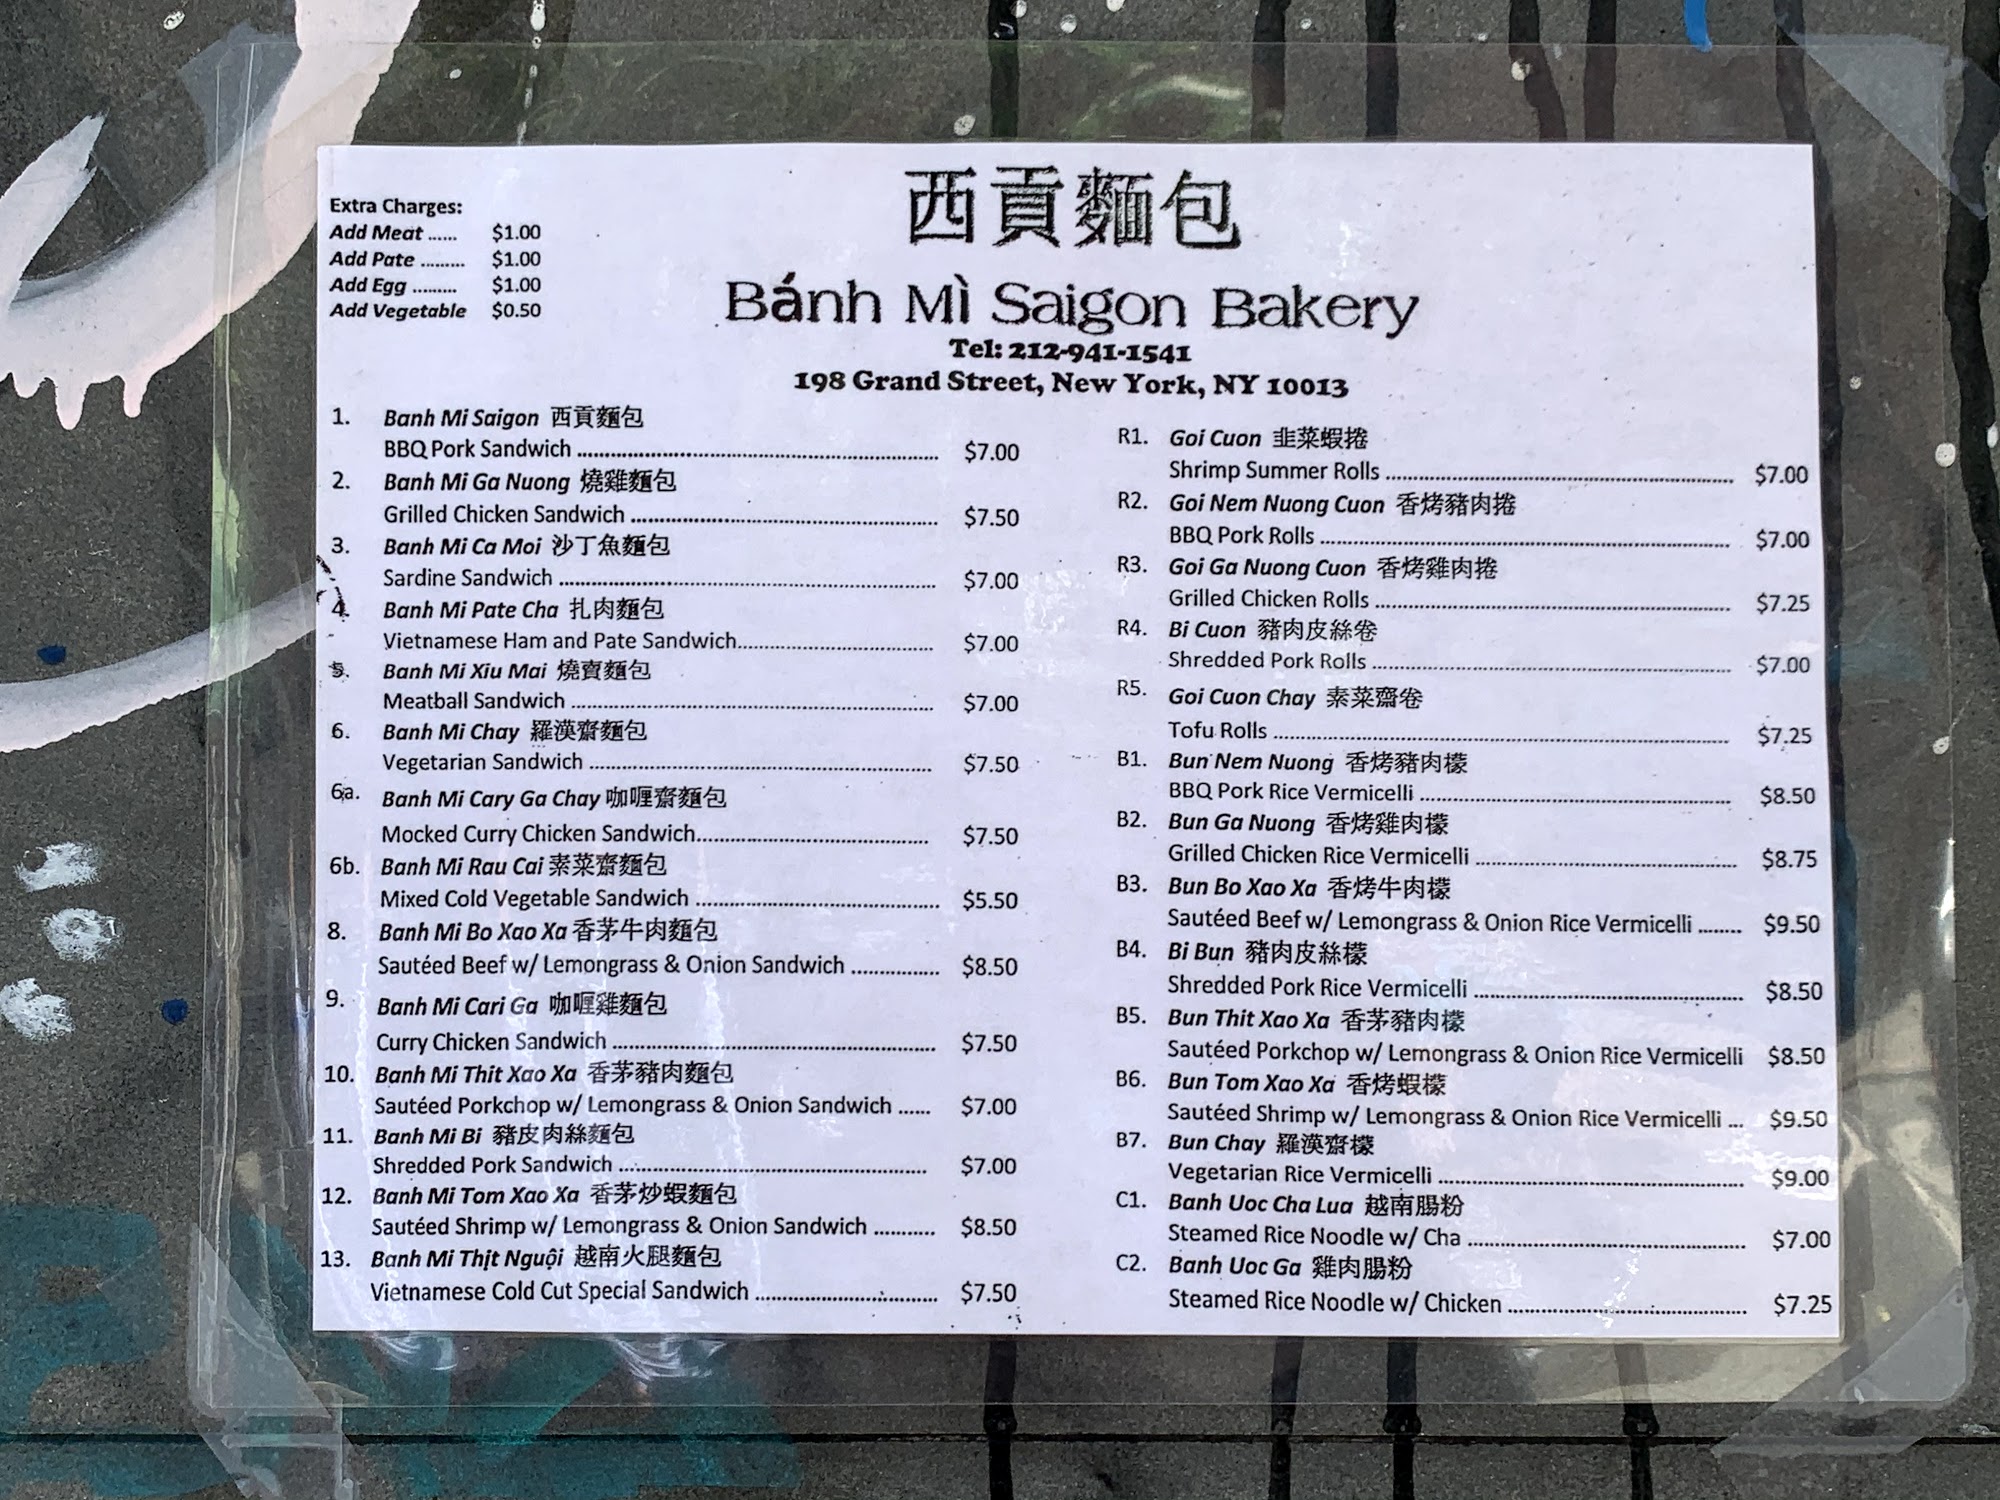 Extra Charges:
Add Meat ...... $1.00
Add Pate ......... $1.00
Add Egg ......... $1.00
Add Vegetable $0.50
西貢麵包
Bánh Mì Saigon Bakery
Tel: 212-941-1541
198 Grand Street, New York, NY 10013
1. Banh Mi Saigon 西貢麵包
BBQ Pork Sandwich ........ $7.00
2. Banh Mi Ga Nuong 燒雞麵包
Grilled Chicken Sandwich ........ $7.50
3. Banh Mi Ca Moi 沙丁魚麵包
Sardine Sandwich ........ $7.00
4. Banh Mi Pate Cha 扎肉麵包
Vietnamese Ham and Pate Sandwich........ $7.00
5. Banh Mi Xiu Mai 燒賣麵包
Meatball Sandwich ........ $7.00
6. Banh Mi Chay 羅漢齋麵包
Vegetarian Sandwich ........ $7.50
6a. Banh Mi Cary Ga Chay 咖喱齋麵包
Mocked Curry Chicken Sandwich........ $7.50
6b. Banh Mi Rau Cai 素菜齋麵包
Mixed Cold Vegetable Sandwich ........ $5.50
8. Banh Mi Bo Xao Xa 香茅牛肉麵包
Sautéed Beef w/ Lemongrass & Onion Sandwich ........ $8.50
9. Banh Mi Cari Ga 咖喱雞麵包
Curry Chicken Sandwich ........ $7.50
10. Banh Mi Thit Xao Xa 香茅豬肉麵包
Sautéed Porkchop w/ Lemongrass & Onion Sandwich ...... $7.00
11. Banh Mi Bi 豬皮肉絲麵包
Shredded Pork Sandwich ........ $7.00
12. Banh Mi Tom Xao Xa 香茅炒蝦麵包
Sautéed Shrimp w/ Lemongrass & Onion Sandwich ........ $8.50
13. Banh Mi Thịt Nguội 越南火腿麵包
Vietnamese Cold Cut Special Sandwich ........ $7.50
R1. Goi Cuon 韭菜蝦捲
Shrimp Summer Rolls ........ $7.00
R2. Goi Nem Nuong Cuon 香烤豬肉捲
BBQ Pork Rolls ........ $7.00
R3. Goi Ga Nuong Cuon 香烤雞肉捲
Grilled Chicken Rolls ........ $7.25
R4. Bi Cuon 豬肉皮絲卷
Shredded Pork Rolls ........ $7.00
R5. Goi Cuon Chay 素菜齋卷
Tofu Rolls ........ $7.25
B1. Bun Nem Nuong 香烤豬肉檬
BBQ Pork Rice Vermicelli ........ $8.50
B2. Bun Ga Nuong 香烤雞肉檬
Grilled Chicken Rice Vermicelli ........ $8.75
B3. Bun Bo Xao Xa 香烤牛肉檬
Sautéed Beef w/ Lemongrass & Onion Rice Vermicelli ........ $9.50
B4. Bi Bun 豬肉皮絲檬
Shredded Pork Rice Vermicelli ........ $8.50
B5. Bun Thit Xao Xa 香茅豬肉檬
Sautéed Porkchop w/ Lemongrass & Onion Rice Vermicelli $8.50
B6. Bun Tom Xao Xa 香烤蝦檬
Sautéed Shrimp w/ Lemongrass & Onion Rice Vermicelli ... $9.50
B7. Bun Chay 羅漢齋檬
Vegetarian Rice Vermicelli ........ $9.00
C1. Banh Uoc Cha Lua 越南腸粉
Steamed Rice Noodle w/ Cha ........ $7.00
C2. Banh Uoc Ga 雞肉腸粉
Steamed Rice Noodle w/ Chicken ........ $7.25